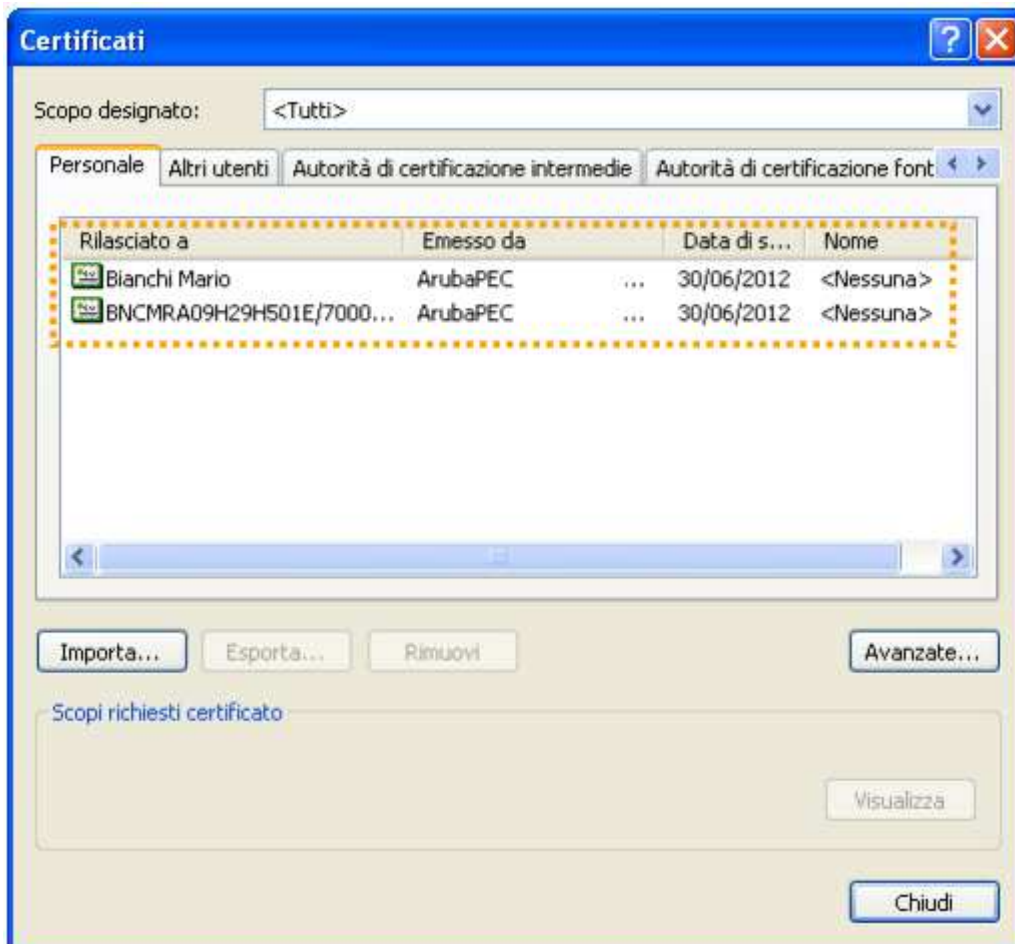 Certificati
Scopo designato: <Tutti>
Personale Altri utenti Autorità di certificazione intermedie Autorità di certificazione font
Rilasciato a Emesso da Data di s... Nome
Bianchi Mario ArubaPEC ... 30/06/2012 <Nessuna>
BNCMRA09H29H501E/7000... ArubaPEC ... 30/06/2012 <Nessuna>
Importa... Esporta... Rimuovi Avanzate...
Scopi richiesti certificato
Visualizza
Chiudi